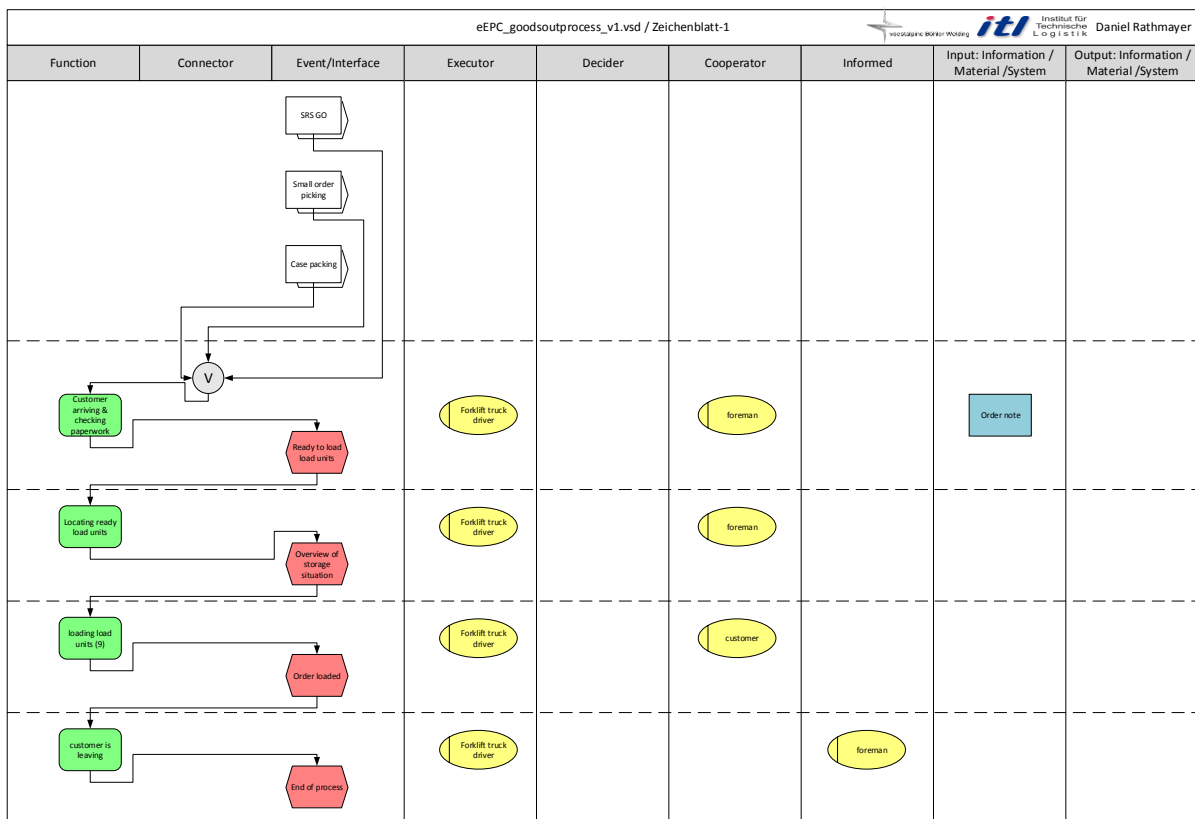 eEPC_goodsoutprocess_v1.vsd / Zeichenblatt-1
voestalpine Böhler Welding
itl
Institut für
Technische
Logistik
Daniel Rathmayer
Function
Connector
Event/Interface
Executor
Decider
Cooperator
Informed
Input: Information /
Material /System
Output: Information /
Material /System
SRS GO
Small order
picking
Case packing
V
Customer
arriving &
checking
paperwork
Forklift truck
driver
foreman
Order note
Ready to load
load units
Locating ready
load units
Forklift truck
driver
foreman
Overview of
storage
situation
loading load
units (9)
Forklift truck
driver
customer
Order loaded
customer is
leaving
Forklift truck
driver
foreman
End of process